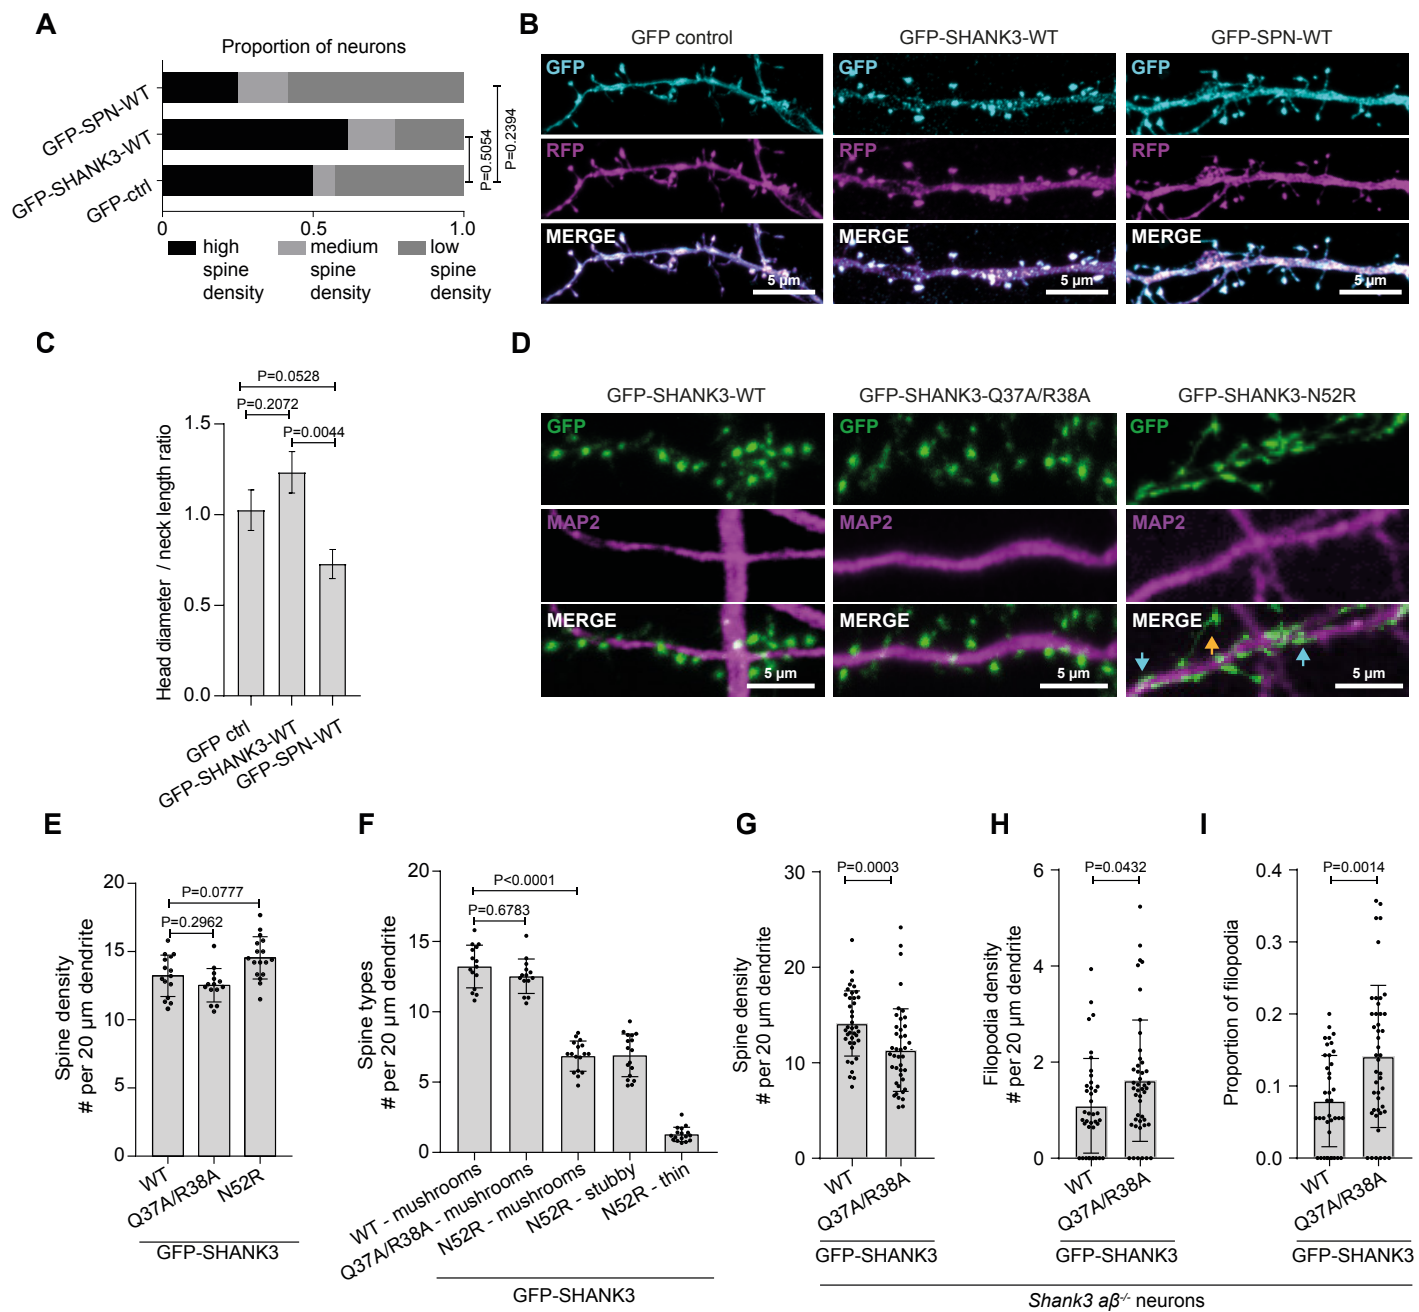 A
Proportion of neurons
GFP-SPN-WT
GFP-SHANK3-WT
GFP-ctrl
P=0.5054
P=0.2394
0
0.5
1.0
high spine density
medium spine density
low spine density
B
GFP control
GFP-SHANK3-WT
GFP-SPN-WT
GFP
GFP
GFP
RFP
RFP
RFP
MERGE
MERGE
MERGE
5 µm
5 µm
5 µm
C
P=0.0528
P=0.2072
P=0.0044
Head diameter / neck length ratio
1.5
1.0
0.5
0.0
GFP ctrl
GFP-SHANK3-WT
GFP-SPN-WT
D
GFP-SHANK3-WT
GFP-SHANK3-Q37A/R38A
GFP-SHANK3-N52R
GFP
GFP
GFP
MAP2
MAP2
MAP2
MERGE
MERGE
MERGE
5 µm
5 µm
5 µm
E
Spine density
# per 20 µm dendrite
20
15
10
5
0
P=0.0777
P=0.2962
WT
Q37A/R38A
N52R
GFP-SHANK3
F
Spine types
# per 20 µm dendrite
20
15
10
5
0
P<0.0001
P=0.6783
WT - mushrooms
Q37A/R38A - mushrooms
N52R - mushrooms
N52R - stubby
N52R - thin
GFP-SHANK3
G
Spine density
# per 20 µm dendrite
30
20
10
0
P=0.0003
WT
Q37A/R38A
GFP-SHANK3
H
Filopodia density
# per 20 µm dendrite
6
4
2
0
P=0.0432
WT
Q37A/R38A
GFP-SHANK3
I
Proportion of filopodia
0.4
0.3
0.2
0.1
0.0
P=0.0014
WT
Q37A/R38A
GFP-SHANK3
Shank3 aβ-/- neurons